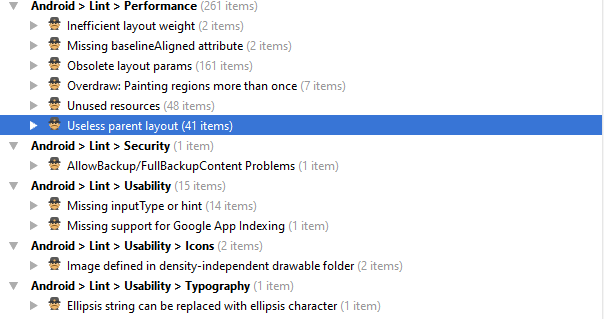 Android > Lint > Performance (261 items)
Inefficient layout weight (2 items)
Missing baselineAligned attribute (2 items)
Obsolete layout params (161 items)
Overdraw: Painting regions more than once (7 items)
Unused resources (48 items)
Useless parent layout (41 items)
Android > Lint > Security (1 item)
AllowBackup/FullBackupContent Problems (1 item)
Android > Lint > Usability (15 items)
Missing inputType or hint (14 items)
Missing support for Google App Indexing (1 item)
Android > Lint > Usability > Icons (2 items)
Image defined in density-independent drawable folder (2 items)
Android > Lint > Usability > Typography (1 item)
Ellipsis string can be replaced with ellipsis character (1 item)